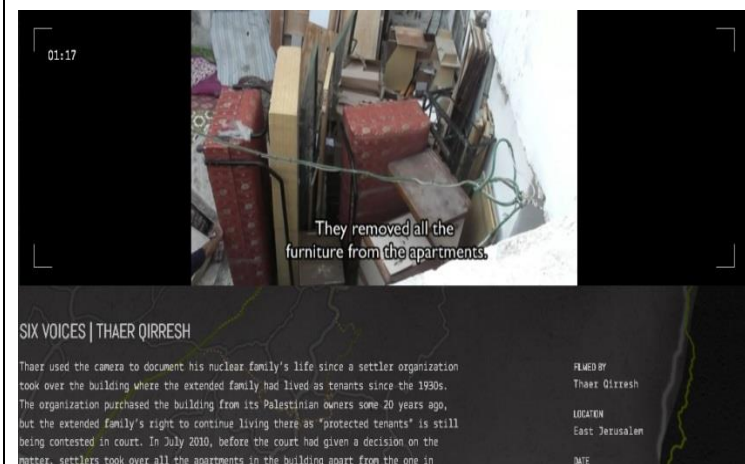 01:17
They removed all the
furniture from the apartments.
SIX VOICES | THAER QIRRESH
Thaer used the camera to document his nuclear family's life since a settler organization
took over the building where the extended family had lived as tenants since the 1930s.
The organization purchased the building from its Palestinian owners some 20 years ago,
but the extended family's right to continue living there as "protected tenants" is still
being contested in court. In July 2010, before the court had given a decision on the
matter, settlers took over all the apartments in the building apart from the one in
FILMED BY
Thaer Qirresh
LOCATION
East Jerusalem
DATE